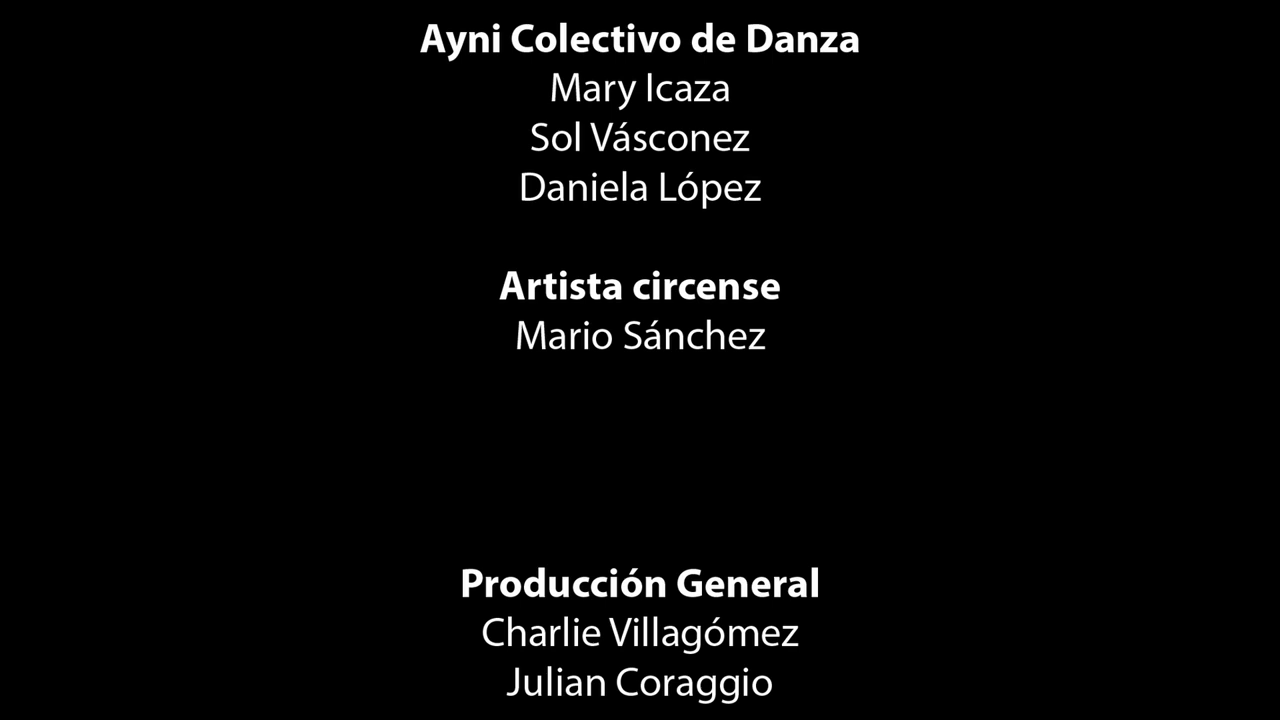 Ayni Colectivo de Danza
Mary Icaza
Sol Vásconez
Daniela López
Artista circense
Mario Sánchez
Producción General
Charlie Villagómez
Julian Coraggio